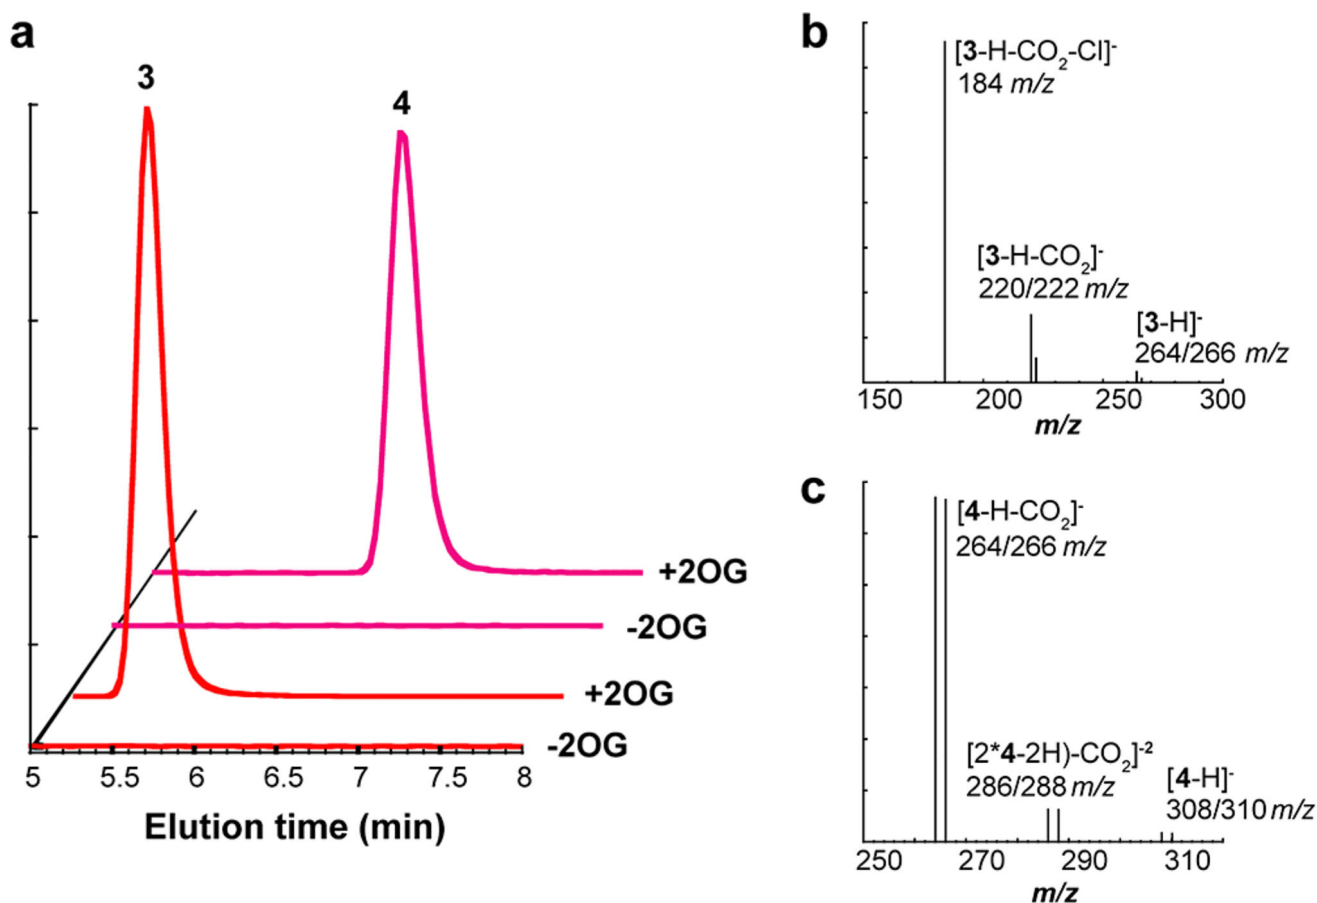 a
3
4
+2OG
-2OG
+2OG
-2OG
5 5.5 6 6.5 7 7.5 8
Elution time (min)
b
[3-H-CO2-Cl]-
184 m/z
[3-H-CO2]-
220/222 m/z
[3-H]-
264/266 m/z
150 200 250 300
m/z
c
[4-H-CO2]-
264/266 m/z
[2*4-2H)-CO2]-2
286/288 m/z
[4-H]-
308/310 m/z
250 270 290 310
m/z